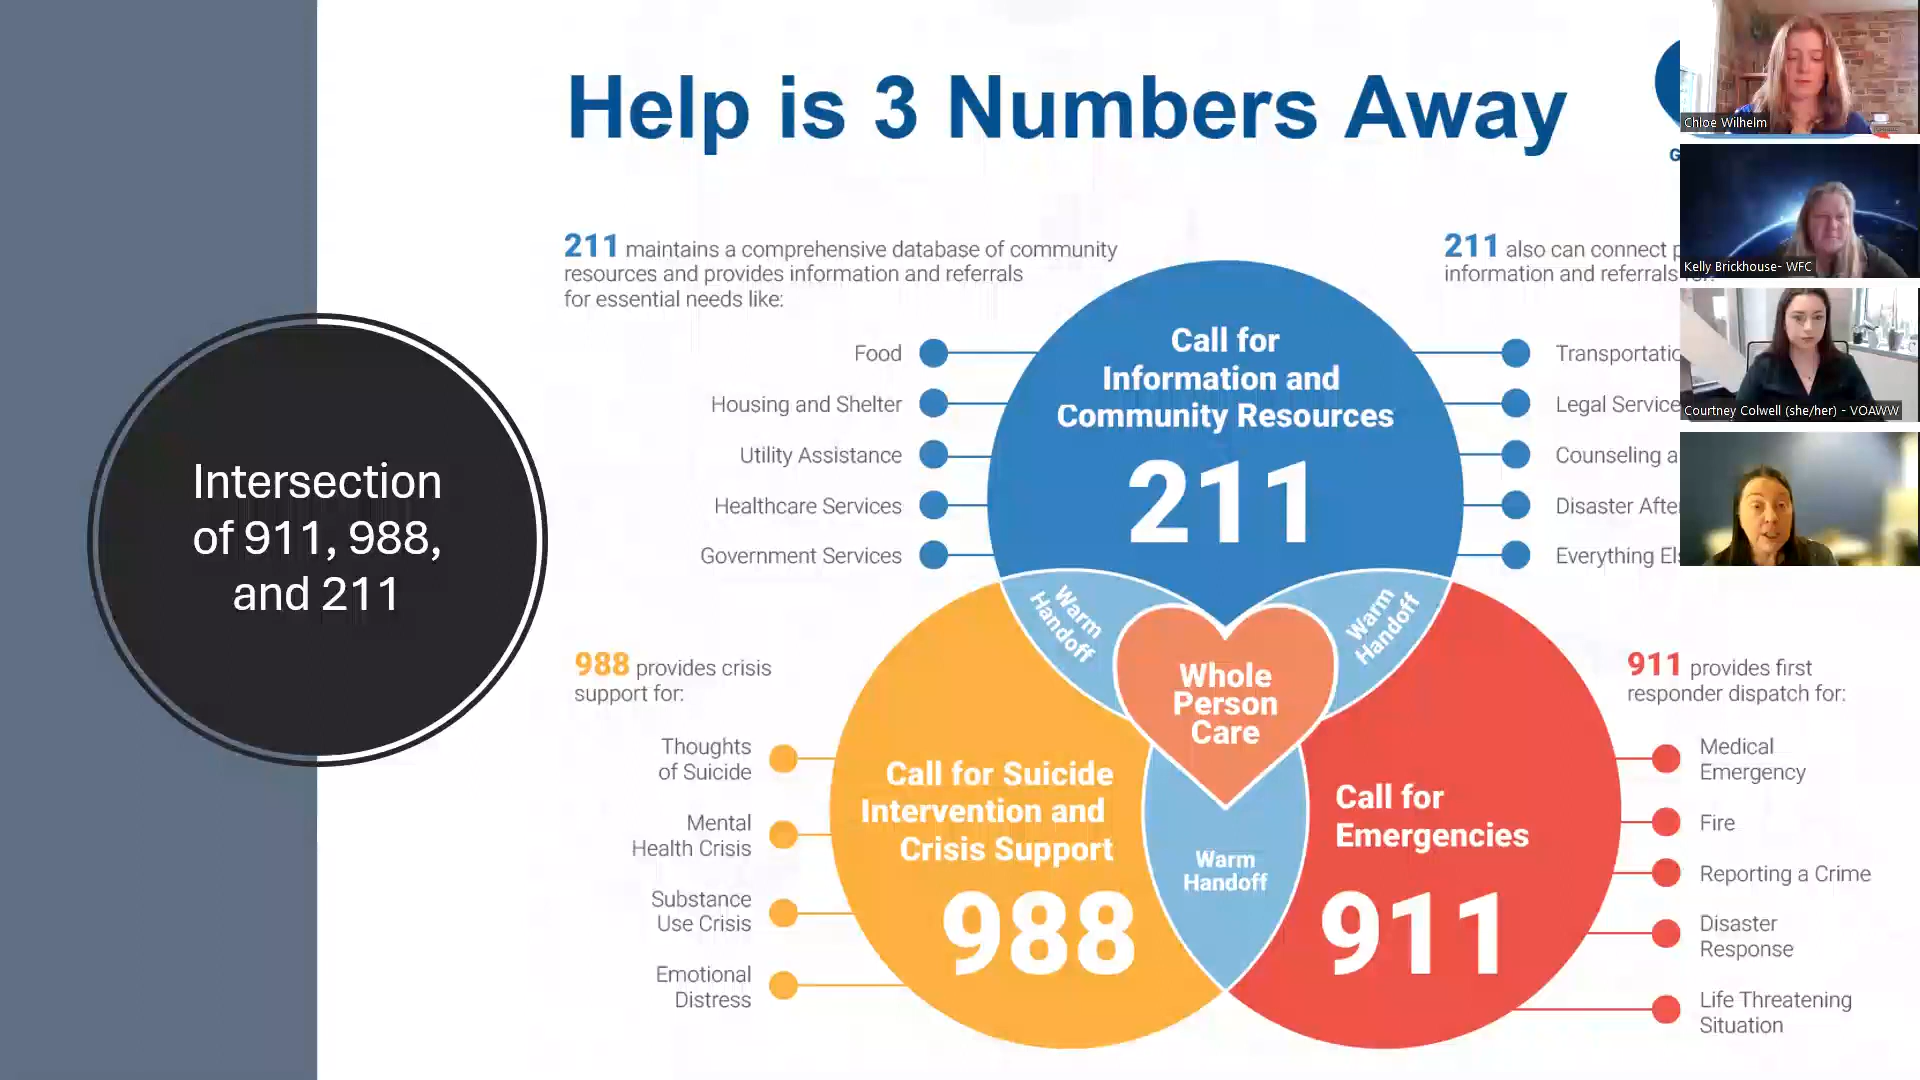 Help is 3 Numbers Away
Intersection
of 911, 988,
and 211
211 maintains a comprehensive database of community
resources and provides information and referrals
for essential needs like:
Food
Housing and Shelter
Utility Assistance
Healthcare Services
Government Services
211 also can connect
information and referrals
Legal Service
Counseling
Disaster
Call for
Information and
Community Resources
211
Warm
Handoff
Warm
Handoff
Whole
Person
Care
Warm
Handoff
988 provides crisis
support for:
Thoughts
of Suicide
Mental
Health Crisis
Substance
Use Crisis
Emotional
Distress
Call for Suicide
Intervention and
Crisis Support
988
Call for
Emergencies
911
911 provides first
responder dispatch for:
Medical
Emergency
Fire
Reporting a Crime
Disaster
Response
Life Threatening
Situation
Chloe Wilhelm
Kelly Brickhouse- WFC
Courtney Colwell (she/her) - VOAWW